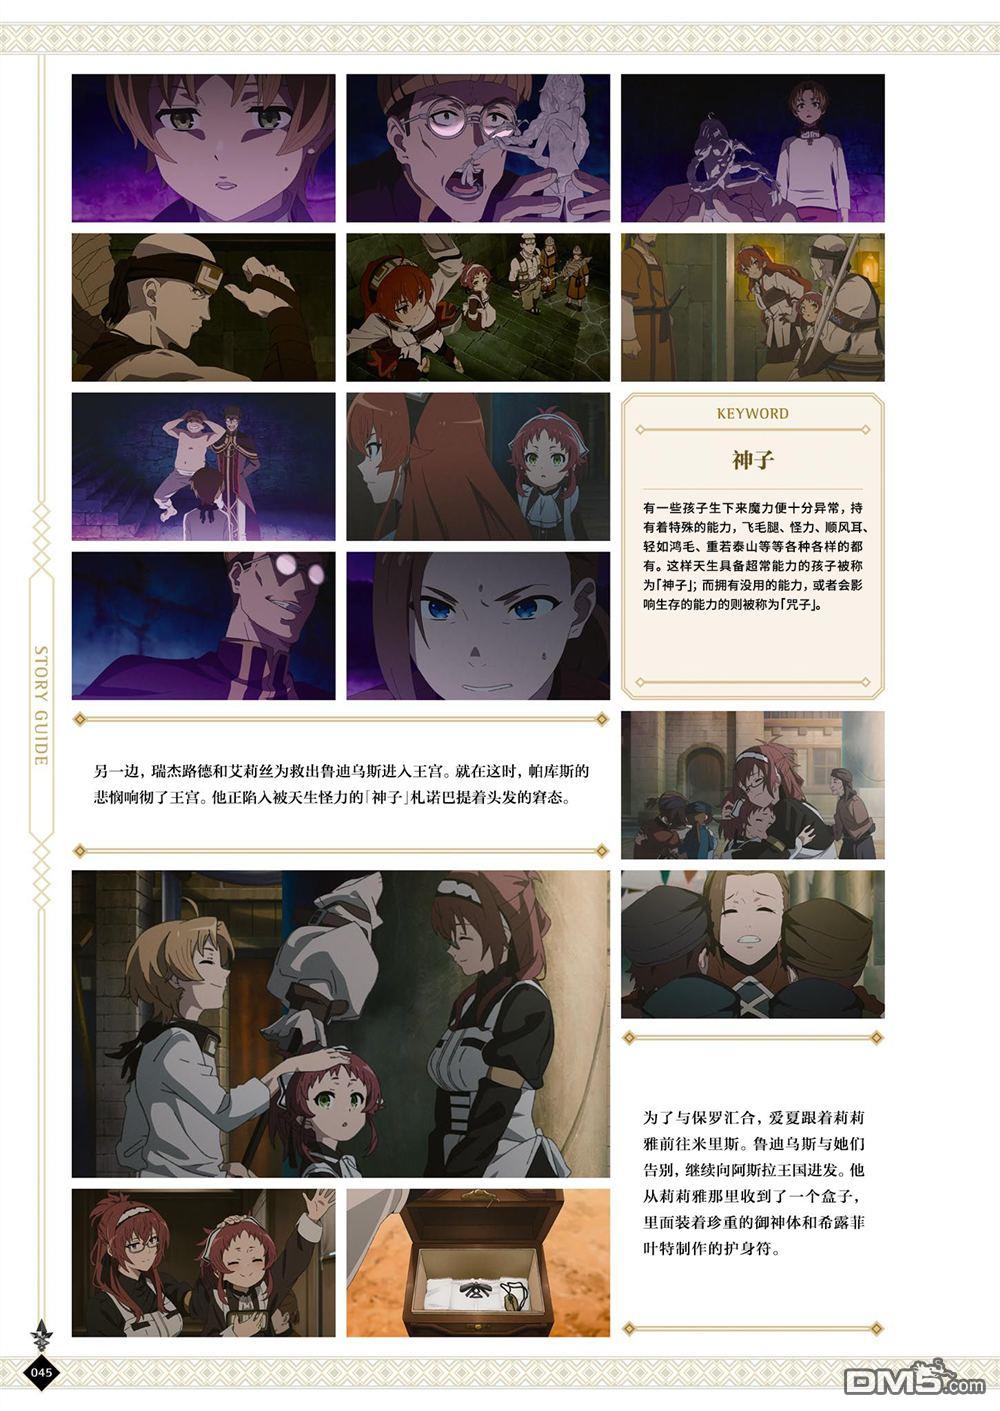 KEYWORD
神子
有一些孩子生下来魔力便十分异常，持
有着特殊的能力，飞毛腿、怪力、顺风耳、
轻如鸿毛、重若泰山等等各种各样的都
有。这样天生具备超常能力的孩子被称
为「神子」；而拥有没用的能力，或者会影
响生存的能力的则被称为「咒子」。
STORY GUIDE
另一边，瑞杰路德和艾莉丝为救出鲁迪乌斯进入王宫。就在这时，帕库斯的
悲悯响彻了王宫。他正陷入被天生怪力的「神子」札诺巴提着头发的窘态。
为了与保罗汇合，爱夏跟着莉莉
雅前往米里斯。鲁迪乌斯与她们
告别，继续向阿斯拉王国进发。他
从莉莉雅那里收到了一个盒子，
里面装着珍重的御神体和希露菲
叶特制作的护身符。
045
DM5.com